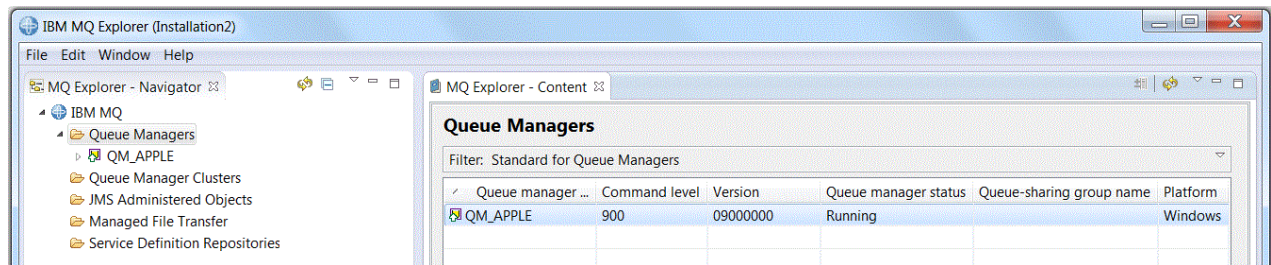 IBM MQ Explorer (Installation2)
File Edit Window Help
MQ Explorer - Navigator
IBM MQ
Queue Managers
QM_APPLE
Queue Manager Clusters
JMS Administered Objects
Managed File Transfer
Service Definition Repositories
MQ Explorer - Content
Queue Managers
Filter: Standard for Queue Managers
Queue manager ... Command level Version Queue manager status Queue-sharing group name Platform
QM_APPLE 900 09000000 Running Windows